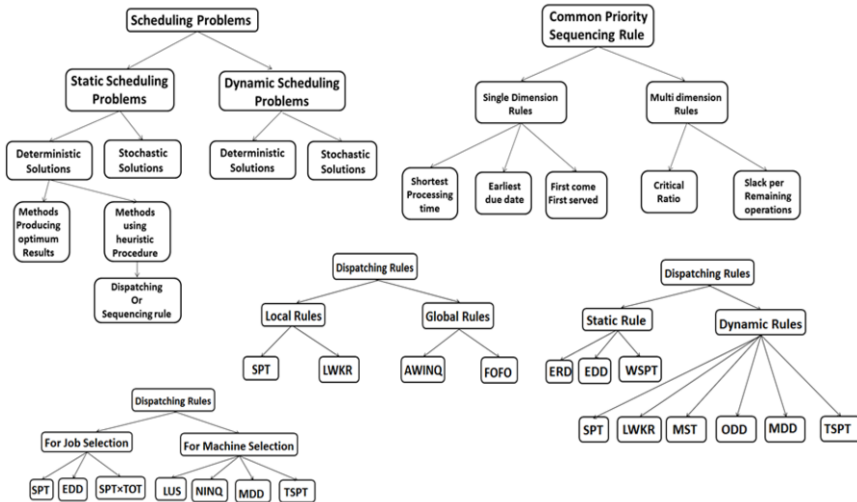 Scheduling Problems
Static Scheduling
Problems
Dynamic Scheduling
Problems
Deterministic
Solutions
Stochastic
Solutions
Deterministic
Solutions
Stochastic
Solutions
Methods
Producing
optimum
Results
Methods
using
heuristic
Procedure
Dispatching
Or
Sequencing rule
Common Priority
Sequencing Rule
Single Dimension
Rules
Multi dimension
Rules
Shortest
Processing
time
Earliest
due date
First come
First served
Critical
Ratio
Slack per
Remaining
operations
Dispatching Rules
Local Rules
Global Rules
SPT
LWKR
AWINQ
FOFO
Dispatching Rules
Static Rule
Dynamic Rules
ERD
EDD
WSPT
SPT
LWKR
MST
ODD
MDD
TSPT
Dispatching Rules
For Job Selection
For Machine Selection
SPT
EDD
SPT×TOT
LUS
NINQ
MDD
TSPT